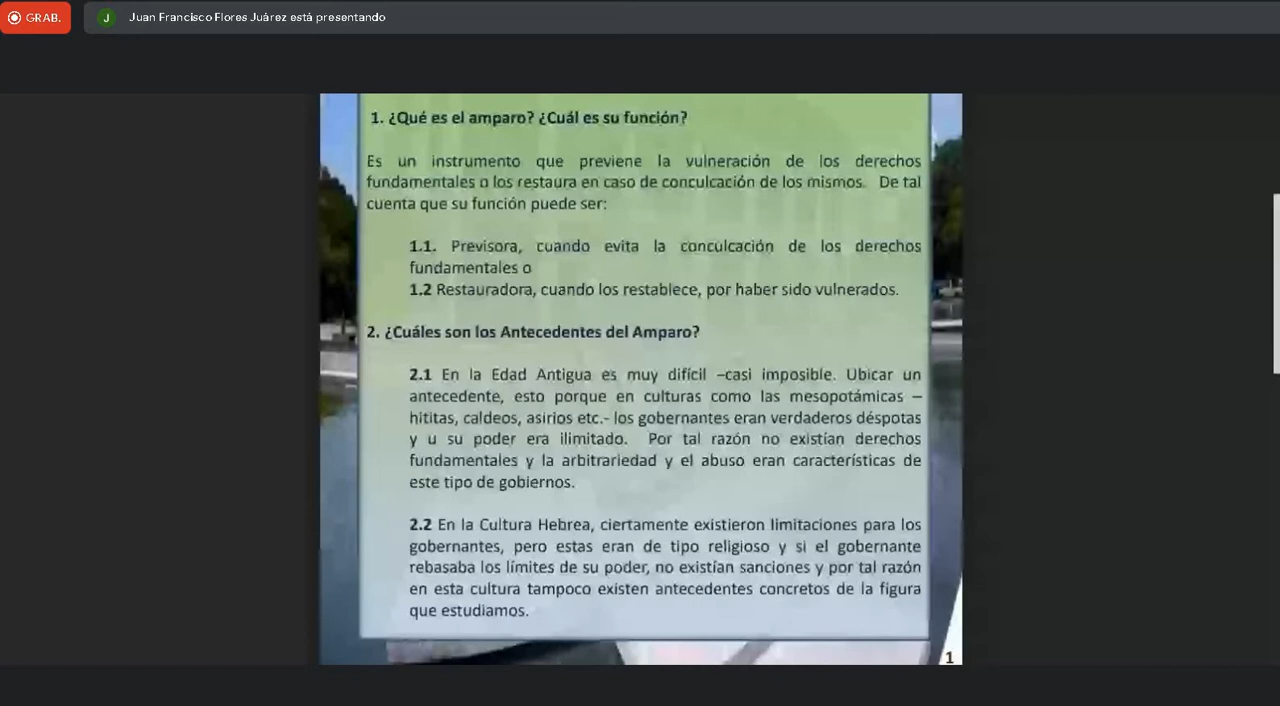 GRAB.
J
Juan Francisco Flores Juárez está presentando
1. ¿Qué es el amparo? ¿Cuál es su función?
Es un instrumento que previene la vulneración de los derechos
fundamentales o los restaura en caso de conculcación de los mismos. De tal
cuenta que su función puede ser:
1.1. Previsora, cuando evita la conculcación de los derechos
fundamentales o
1.2 Restauradora, cuando los restablece, por haber sido vulnerados.
2. ¿Cuáles son los Antecedentes del Amparo?
2.1 En la Edad Antigua es muy difícil –casi imposible. Ubicar un
antecedente, esto porque en culturas como las mesopotámicas –
hititas, caldeos, asirios etc.- los gobernantes eran verdaderos déspotas
y u su poder era ilimitado. Por tal razón no existían derechos
fundamentales y la arbitrariedad y el abuso eran características de
este tipo de gobiernos.
2.2 En la Cultura Hebrea, ciertamente existieron limitaciones para los
gobernantes, pero estas eran de tipo religioso y si el gobernante
rebasaba los límites de su poder, no existían sanciones y por tal razón
en esta cultura tampoco existen antecedentes concretos de la figura
que estudiamos.
1